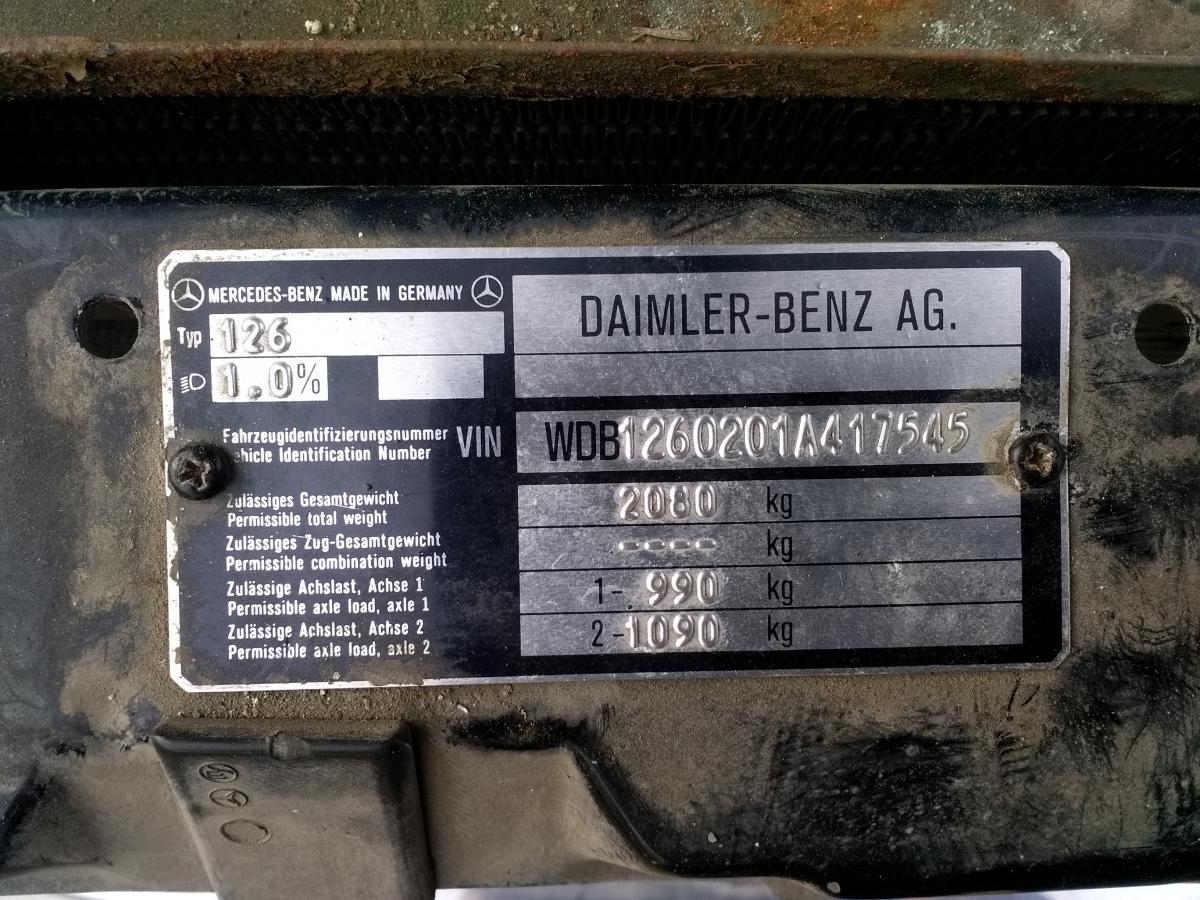 MERCEDES-BENZ MADE IN GERMANY
Typ 126
1.0%
DAIMLER-BENZ AG.
Fahrzeugidentifizierungsnummer
Vehicle Identification Number
VIN WDB1260201A417545
Zulässiges Gesamtgewicht
Permissible total weight
2080 kg
Zulässiges Zug-Gesamtgewicht
Permissible combination weight
---- kg
Zulässige Achslast, Achse 1
Permissible axle load, axle 1
1- 990 kg
Zulässige Achslast, Achse 2
Permissible axle load, axle 2
2- 1090 kg